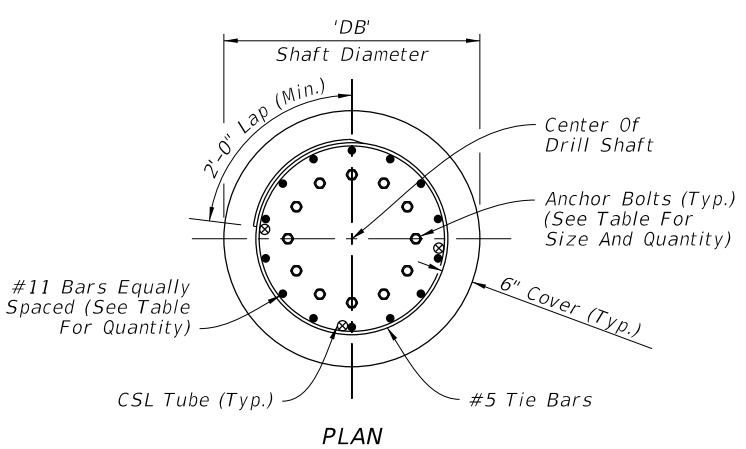 'DB'
Shaft Diameter
2'-0" Lap (Min.)
Center Of
Drill Shaft
Anchor Bolts (Typ.)
(See Table For
Size And Quantity)
#11 Bars Equally
Spaced (See Table
For Quantity)
6" Cover (Typ.)
CSL Tube (Typ.)
#5 Tie Bars
PLAN